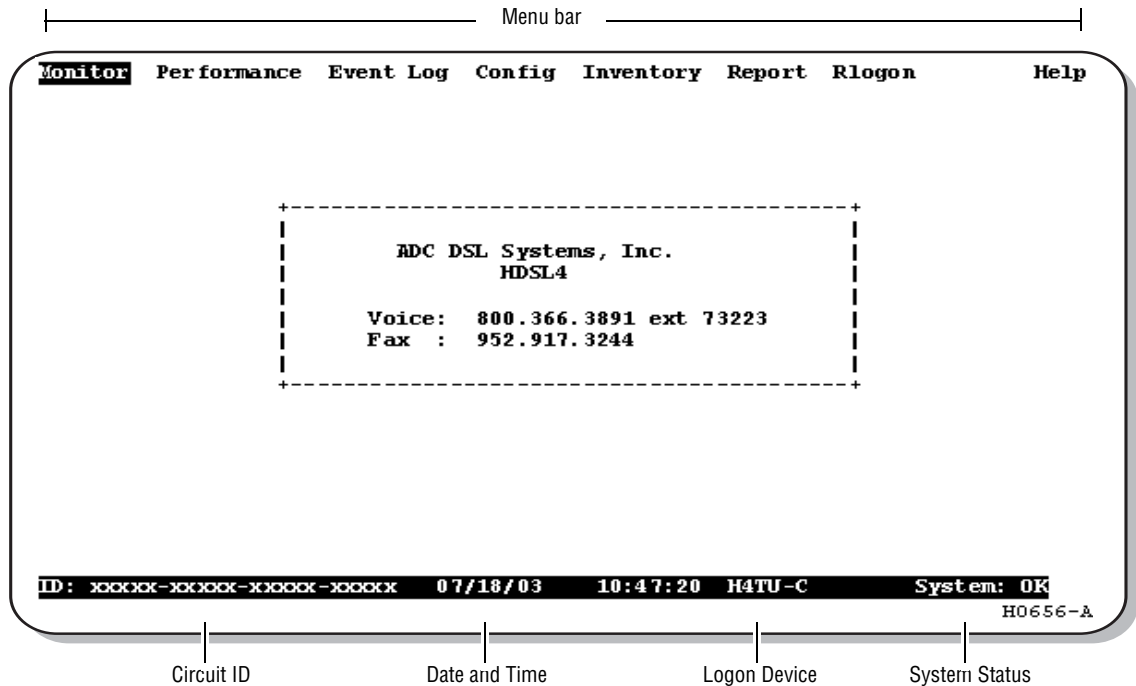 Menu bar
Monitor Performance Event Log Config Inventory Report Rlogon Help
ADC DSL Systems, Inc.
HDSL4
Voice: 800.366.3891 ext 73223
Fax : 952.917.3244
ID: xxxxx-xxxxx-xxxxx-xxxxx 07/18/03 10:47:20 H4TU-C System: OK
H0656-A
Circuit ID Date and Time Logon Device System Status